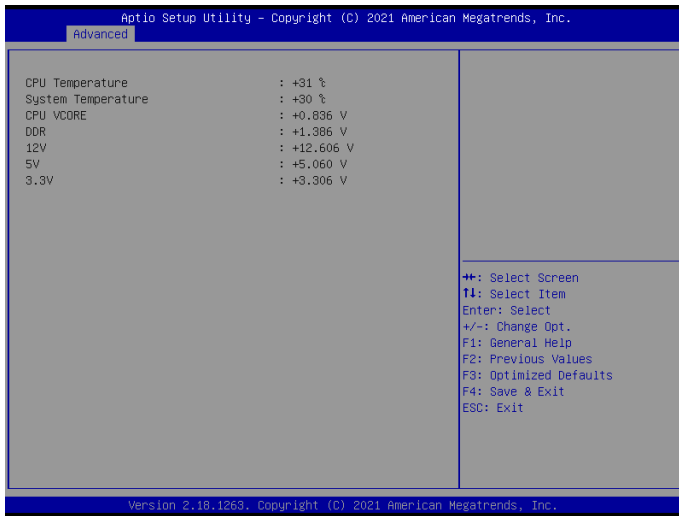 Aptio Setup Utility – Copyright (C) 2021 American Megatrends, Inc.
Advanced
CPU Temperature : +31 ℃
System Temperature : +30 ℃
CPU VCORE : +0.836 V
DDR : +1.386 V
12V : +12.606 V
5V : +5.060 V
3.3V : +3.306 V
→←: Select Screen
↑↓: Select Item
Enter: Select
+/-: Change Opt.
F1: General Help
F2: Previous Values
F3: Optimized Defaults
F4: Save & Exit
ESC: Exit
Version 2.18.1263. Copyright (C) 2021 American Megatrends, Inc.